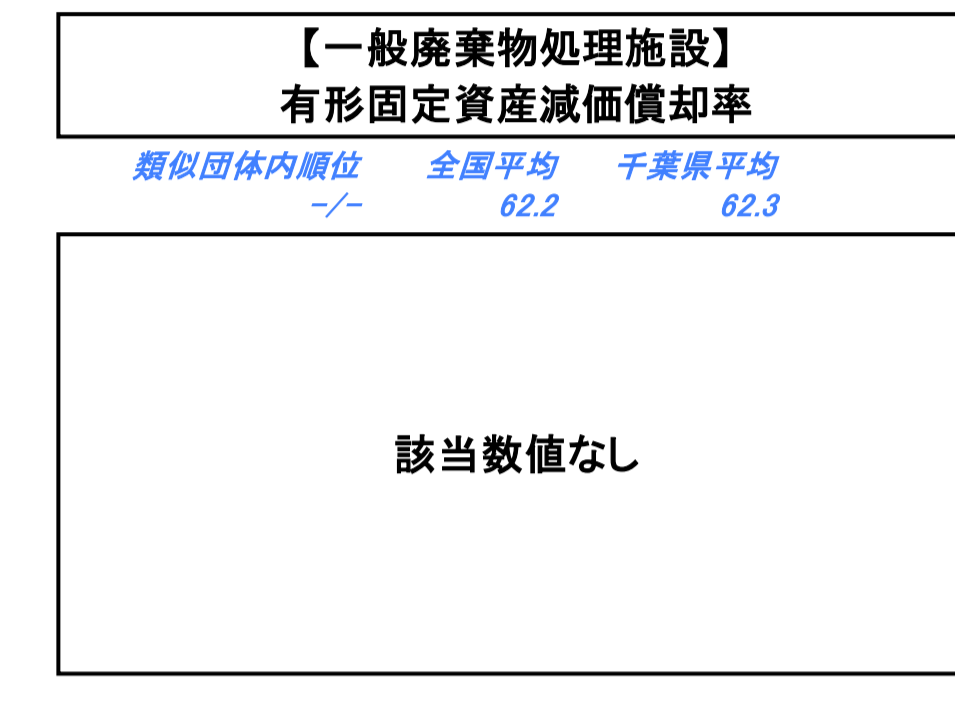 【一般廃棄物処理施設】
有形固定資産減価償却率
類似団体内順位 全国平均 千葉県平均
-/- 62.2 62.3
該当数値なし